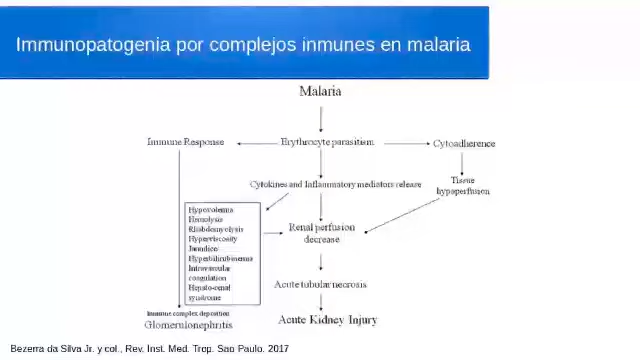 Immunopatogenia por complejos inmunes en malaria
Malaria
Immune Response
Erythrocyte parasitism
Cytoadherence
Cytokines and Inflammatory mediators release
Tissue
hypoperfusion
Hypovolemia
Hemolysis
Rhabdomyolysis
Hyperviscosity
Jaundice
Hyperbilirubinemia
Intravascular
coagulation
Hepato-renal
syndrome
Renal perfusion
decrease
Acute tubular necrosis
Immune complex deposition
Glomerulonephritis
Acute Kidney Injury
Bezerra da Silva Jr. y col., Rev. Inst. Med. Trop. Sao Paulo. 2017